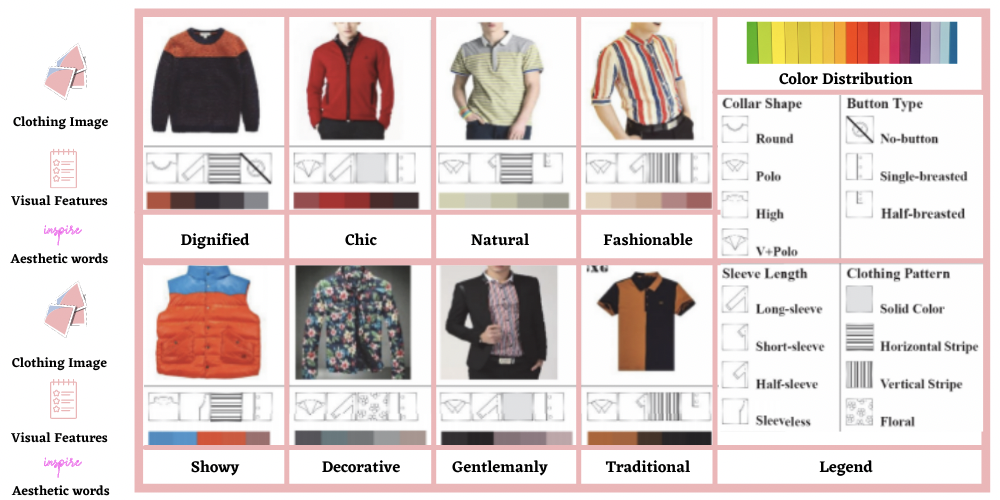 Color Distribution
Clothing Image
Collar Shape
Button Type
Round
No-button
Polo
Single-breasted
Visual Features
High
Half-breasted
inspire
Dignified
Chic
Natural
Fashionable
V+Polo
Aesthetic words
Sleeve Length
Clothing Pattern
Long-sleeve
Solid Color
Short-sleeve
Horizontal Stripe
Clothing Image
Half-sleeve
Vertical Stripe
Sleeveless
Floral
Visual Features
inspire
Showy
Decorative
Gentlemanly
Traditional
Legend
Aesthetic words